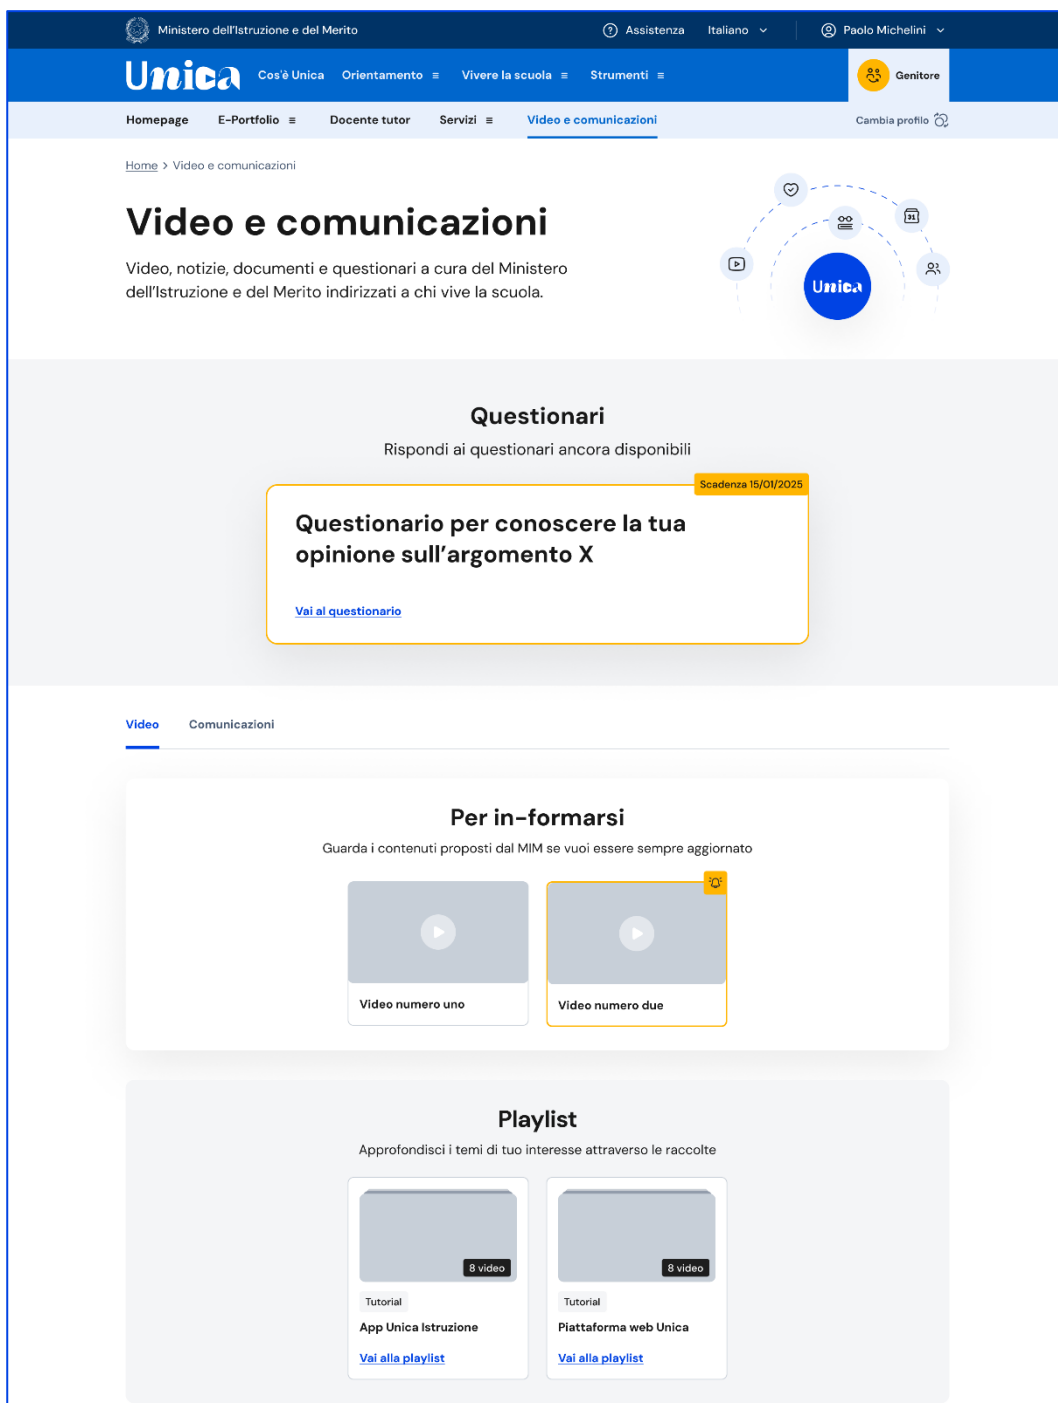 Ministero dell'Istruzione e del Merito
Assistenza
Italiano
Paolo Michelini
Unica
Cos'è Unica
Orientamento
Vivere la scuola
Strumenti
Genitore
Homepage
E-Portfolio
Docente tutor
Servizi
Video e comunicazioni
Cambia profilo
Home > Video e comunicazioni
Video e comunicazioni
Video, notizie, documenti e questionari a cura del Ministero
dell'Istruzione e del Merito indirizzati a chi vive la scuola.
31
Unica
Questionari
Rispondi ai questionari ancora disponibili
Scadenza 15/01/2025
Questionario per conoscere la tua
opinione sull'argomento X
Vai al questionario
Video
Comunicazioni
Per in-formarsi
Guarda i contenuti proposti dal MIM se vuoi essere sempre aggiornato
Video numero uno
Video numero due
Playlist
Approfondisci i temi di tuo interesse attraverso le raccolte
8 video
8 video
Tutorial
Tutorial
App Unica Istruzione
Piattaforma web Unica
Vai alla playlist
Vai alla playlist